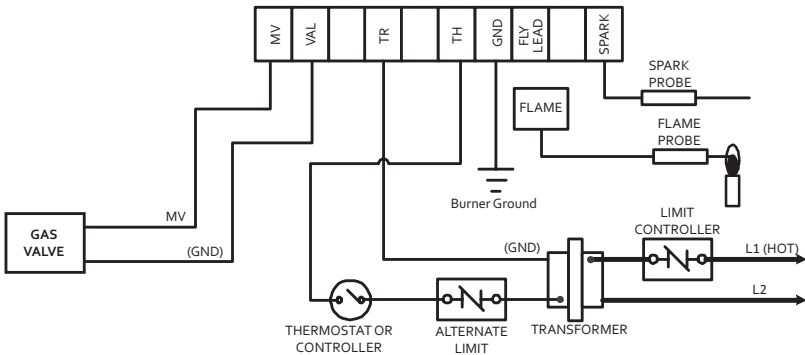 MV
VAL
TR
TH
GND
FLY
LEAD
SPARK
SPARK
PROBE
FLAME
FLAME
PROBE
Burner Ground
MV
GAS
VALVE
(GND)
(GND)
LIMIT
CONTROLLER
L1 (HOT)
L2
THERMOSTAT OR
CONTROLLER
ALTERNATE
LIMIT
TRANSFORMER